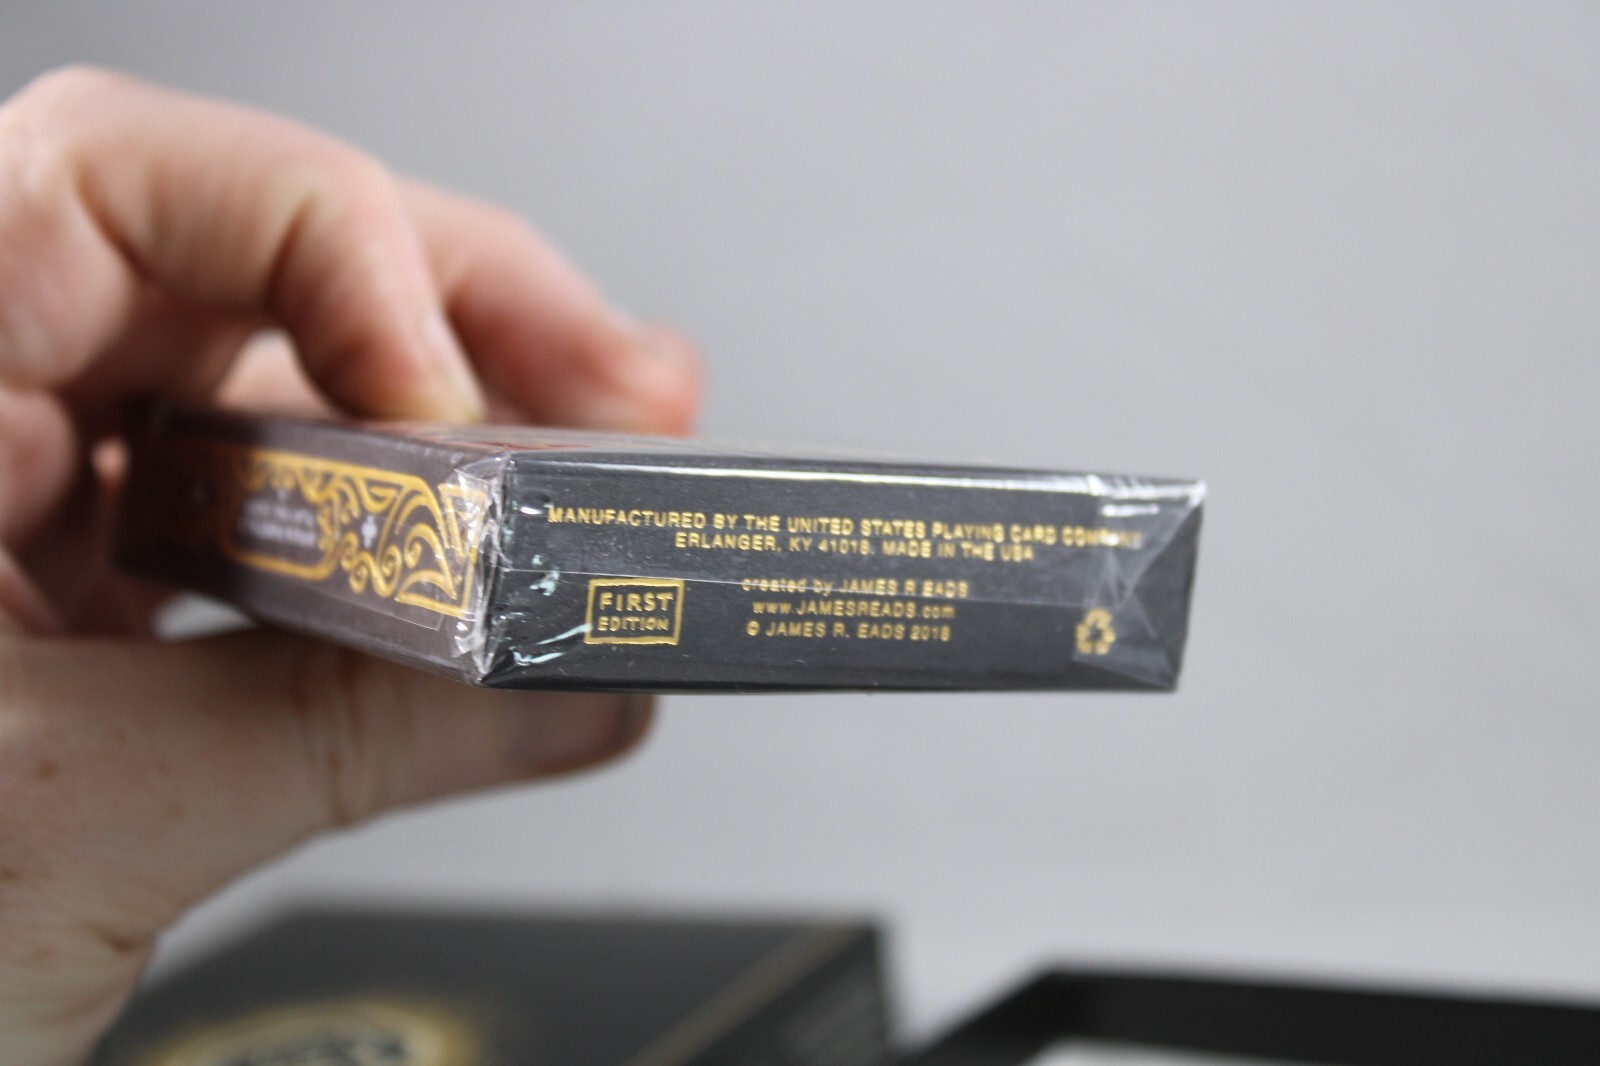 MANUFACTURED BY THE UNITED STATES PLAYING CARD COMPANY
ERLANGER, KY 41018. MADE IN THE USA
FIRST
EDITION
created by JAMES R EADS
www.JAMESREADS.com
© JAMES R. EADS 2018